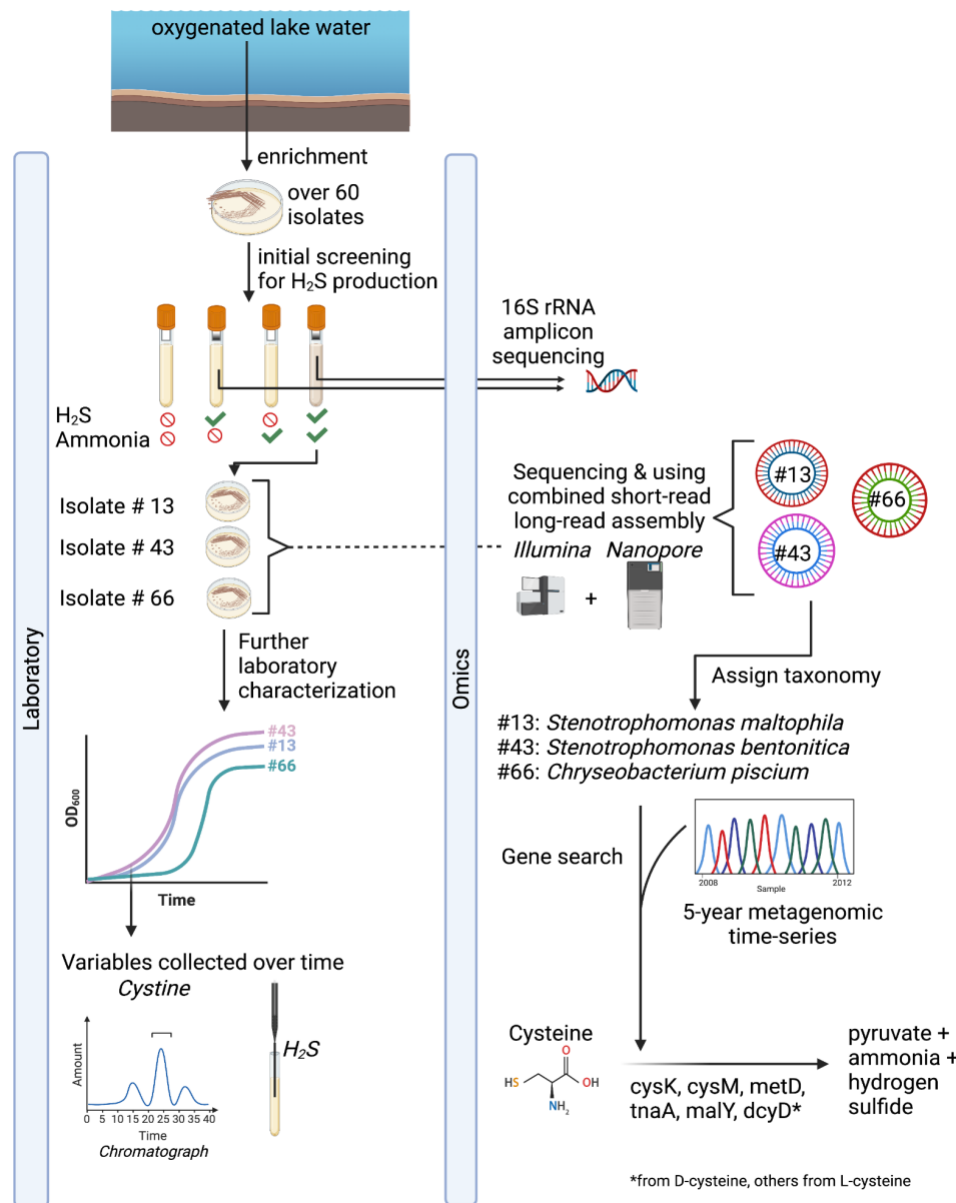 oxygenated lake water
enrichment
over 60
isolates
initial screening
for H₂S production
16S rRNA
amplicon
sequencing
H₂S
Ammonia
Isolate # 13
Isolate # 43
Isolate # 66
Sequencing & using
combined short-read
long-read assembly
Illumina Nanopore
+
#13
#66
#43
Laboratory
Omics
Further
laboratory
characterization
Assign taxonomy
#13: Stenotrophomonas maltophila
#43: Stenotrophomonas bentonitica
#66: Chryseobacterium piscium
#43
#13
#66
OD₆₀₀
Time
Gene search
2008
Sample
2012
5-year metagenomic
time-series
Variables collected over time
Cystine
H₂S
Amount
0 5 10 15 20 25 30 35 40
Time
Chromatograph
Cysteine
HS
O
OH
NH₂
cysK, cysM, metD,
tnaA, malY, dcyD*
pyruvate +
ammonia +
hydrogen
sulfide
*from D-cysteine, others from L-cysteine